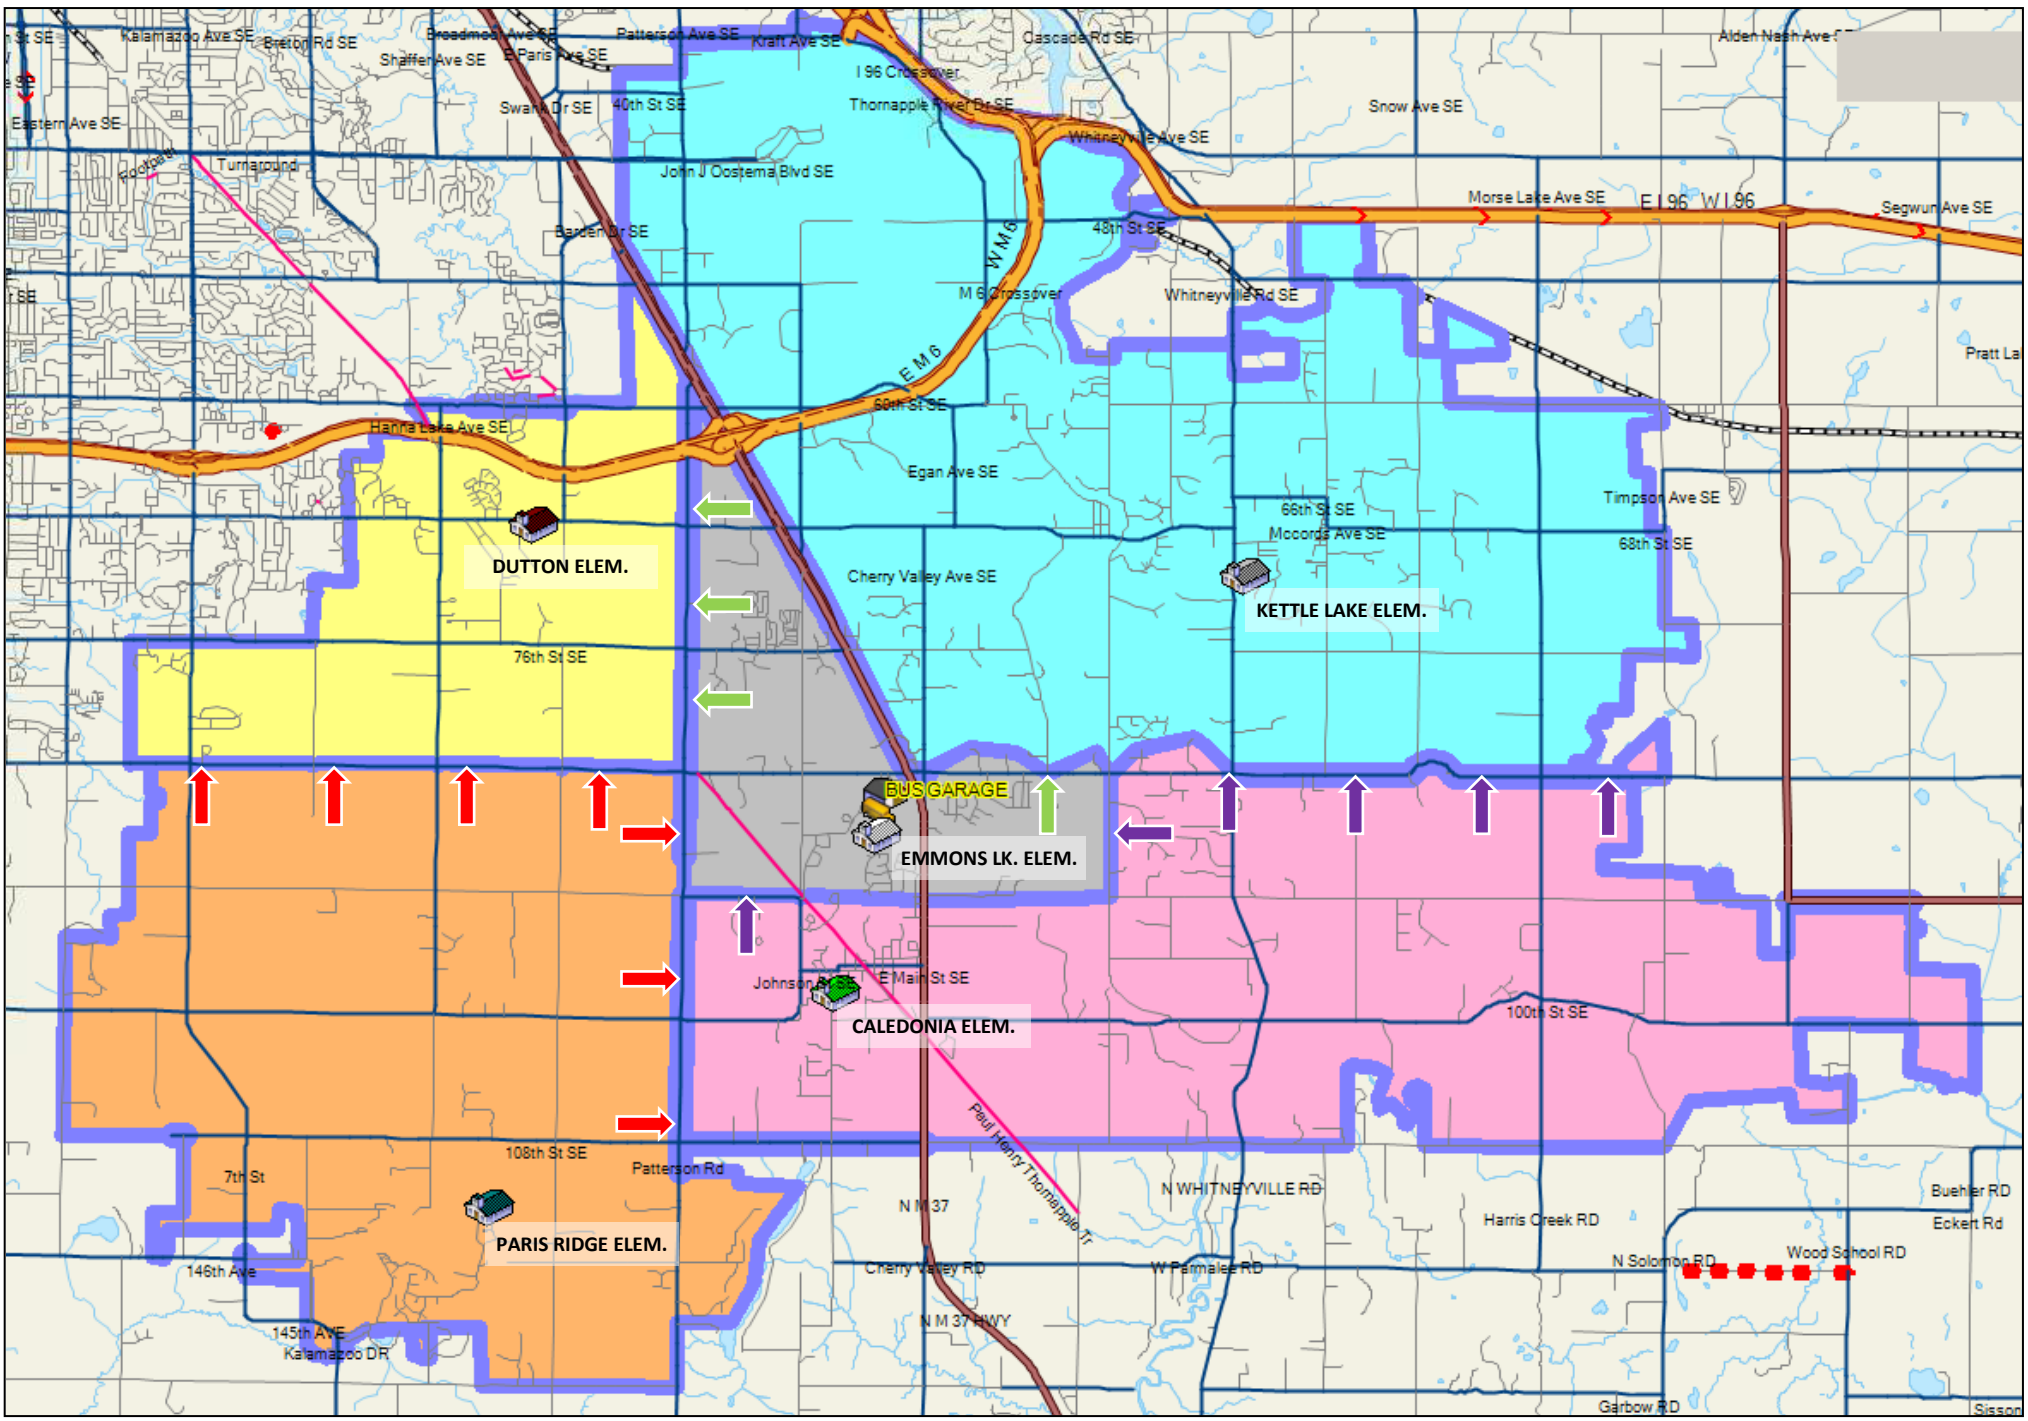 Kalamazoo Ave SE
Breton Rd SE
Broadmoor Ave SE
Patterson Ave SE
Kraft Ave SE
Cascade Rd SE
Shaffer Ave SE
E Paris Ave SE
I 96 Crossover
Swank Dr SE
40th St SE
Thornapple River Dr SE
Snow Ave SE
Eastern Ave SE
Whitneyville Ave SE
Footpath
Turnaround
John J Oostema Blvd SE
Morse Lake Ave SE
E I 96 W I 96
Segwun Ave SE
Barden Dr SE
48th St SE
W M 6
M 6 Crossover
Whitneyville Rd SE
E M 6
60th St SE
Hanna Lake Ave SE
Egan Ave SE
Timpson Ave SE
66th St SE
Mccords Ave SE
68th St SE
DUTTON ELEM.
Cherry Valley Ave SE
KETTLE LAKE ELEM.
76th St SE
BUS GARAGE
EMMONS LK. ELEM.
Johnson St SE
E Main St SE
100th St SE
CALEDONIA ELEM.
Paul Henry Thornapple Tr
108th St SE
Patterson Rd
7th St
N M 37
N WHITNEYVILLE RD
Harris Creek RD
Buehler RD
Eckert Rd
PARIS RIDGE ELEM.
146th Ave
Cherry Valley RD
W Parmalee RD
N Solomon RD
Wood School RD
N M 37 HWY
145th AVE
Kalamazoo DR
Garbow RD
Sisson